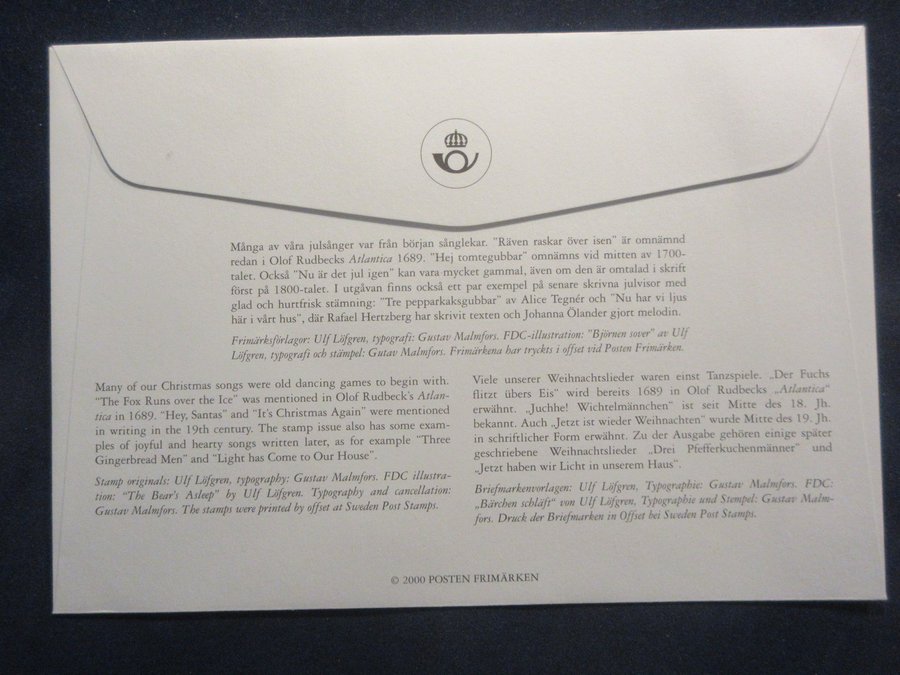 Många av våra julsånger var från början sånglekar. "Räven raskar över isen" är omnämnd
redan i Olof Rudbecks Atlantica 1689. "Hej tomtegubbar" omnämns vid mitten av 1700-
talet. Också "Nu är det jul igen" kan vara mycket gammal, även om den är omtalad i skrift
först på 1800-talet. I utgåvan finns också ett par exempel på senare skrivna julvisor med
glad och hurtfrisk stämning: "Tre pepparkaksgubbar" av Alice Tegnér och "Nu har vi ljus
här i vårt hus", där Rafael Hertzberg har skrivit texten och Johanna Ölander gjort melodin.
Frimärksförlagor: Ulf Löfgren, typografi: Gustav Malmfors. FDC-illustration: "Björnen sover" av Ulf
Löfgren, typografi och stämpel: Gutav Malmfors. Frimärkena har tryckts i offset vid Posten Frimärken.
Many of our Christmas songs were old dancing games to begin with.
"The Fox Runs over the Ice" was mentioned in Olof Rudbeck's Atlan-
tica in 1689. "Hey, Santas" and "It's Christmas Again" were mentioned
in writing in the 19th century. The stamp issue also has some exam-
ples of joyful and hearty songs written later, as for example "Three
Gingerbread Men" and "Light has Come to Our House".
Stamp originals: Ulf Löfgren, typography: Gustav Malmfors. FDC illustra-
tion: "The Bear's Asleep" by Ulf Löfgren. Typography and cancellation:
Gustav Malmfors. The stamps were printed by offset at Sweden Post Stamps.
Viele unserer Weihnachtslieder waren einst Tanzspiele. „Der Fuchs
flitzt übers Eis" wird bereits 1689 in Olof Rudbecks „Atlantica"
erwähnt. „Juchhe! Wichtelmännchen" ist seit Mitte des 18. Jh.
bekannt. Auch „Jetzt ist wieder Weihnachten" wurde Mitte des 19. Jh.
in schriftlicher Form erwähnt. Zu der Ausgabe gehören einige später
geschriebene Weihnachtslieder „Drei Pfefferkuchenmänner" und
„Jetzt haben wir Licht in unserem Haus".
Briefmarkenvorlagen: Ulf Löfgren, Typographie: Gustav Malmfors. FDC:
„Bärchen schläft" von Ulf Löfgren, Typographie und Stempel: Gustav Malm-
fors. Druck der Briefmarken in Offset bei Sweden Post Stamps.
© 2000 POSTEN FRIMÄRKEN